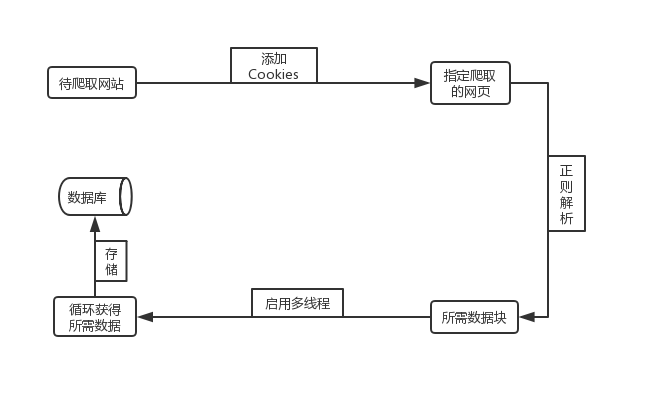 待爬取网站
添加
Cookies
指定爬取
的网页
正
则
解
析
所需数据块
启用多线程
循环获得
所需数据
存
储
数据库